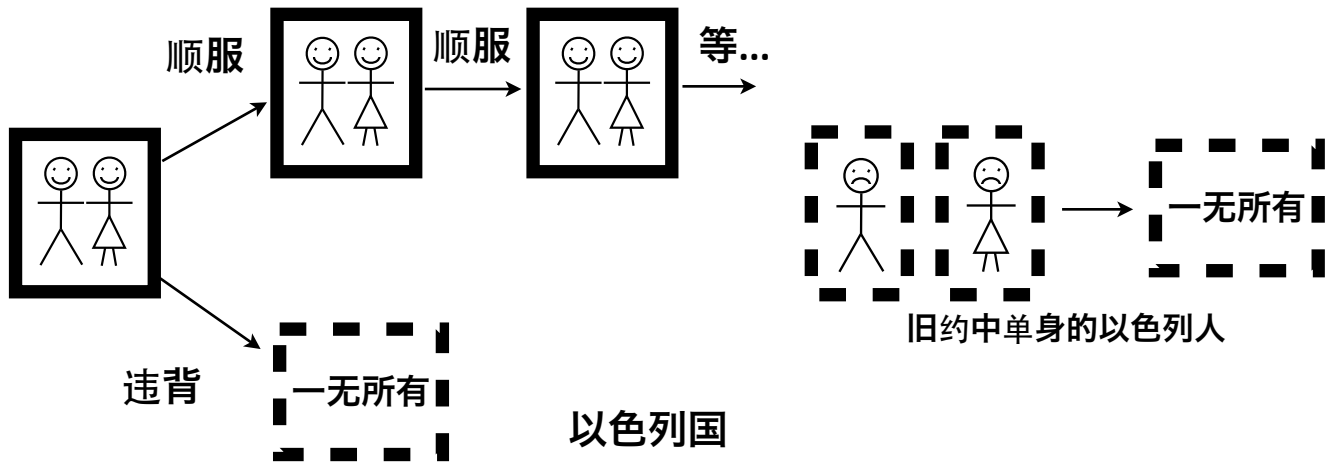 顺服
顺服
等...
违背
一无所有
以色列国
一无所有
旧约中单身的以色列人